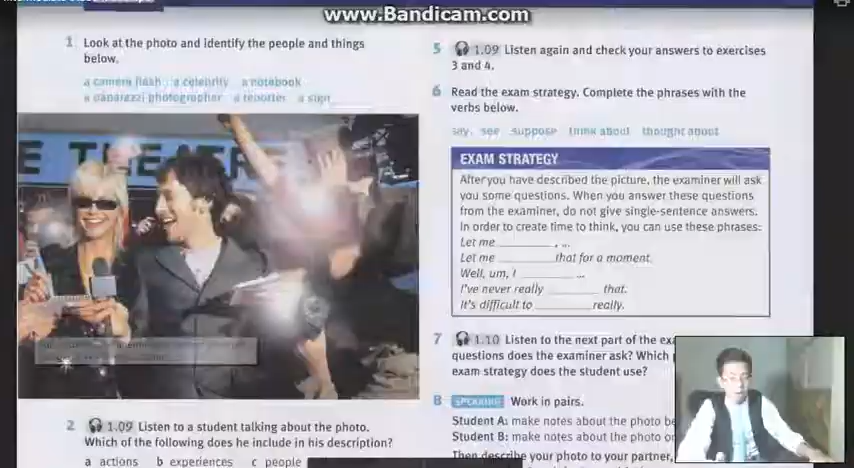 www.Bandicam.com
1 Look at the photo and identify the people and things
below.
a camera flash a celebrity a notebook
a paparazzi photographer a reporter a sign
E THEATRE
2 1.09 Listen to a student talking about the photo.
Which of the following does he include in his description?
a actions b experiences c people
5 1.09 Listen again and check your answers to exercises
3 and 4.
6 Read the exam strategy. Complete the phrases with the
verbs below.
say see suppose think about thought about
EXAM STRATEGY
After you have described the picture, the examiner will ask
you some questions. When you answer these questions
from the examiner, do not give single-sentence answers.
In order to create time to think, you can use these phrases:
Let me ________, ...
Let me ________ that for a moment.
Well, um, I ________ ...
I've never really ________ that.
It's difficult to ________ really.
7 1.10 Listen to the next part of the
questions does the examiner ask? Which
exam strategy does the student use?
8 SPEAKING Work in pairs.
Student A: make notes about the photo
Student B: make notes about the photo
Then describe your photo to your partner,